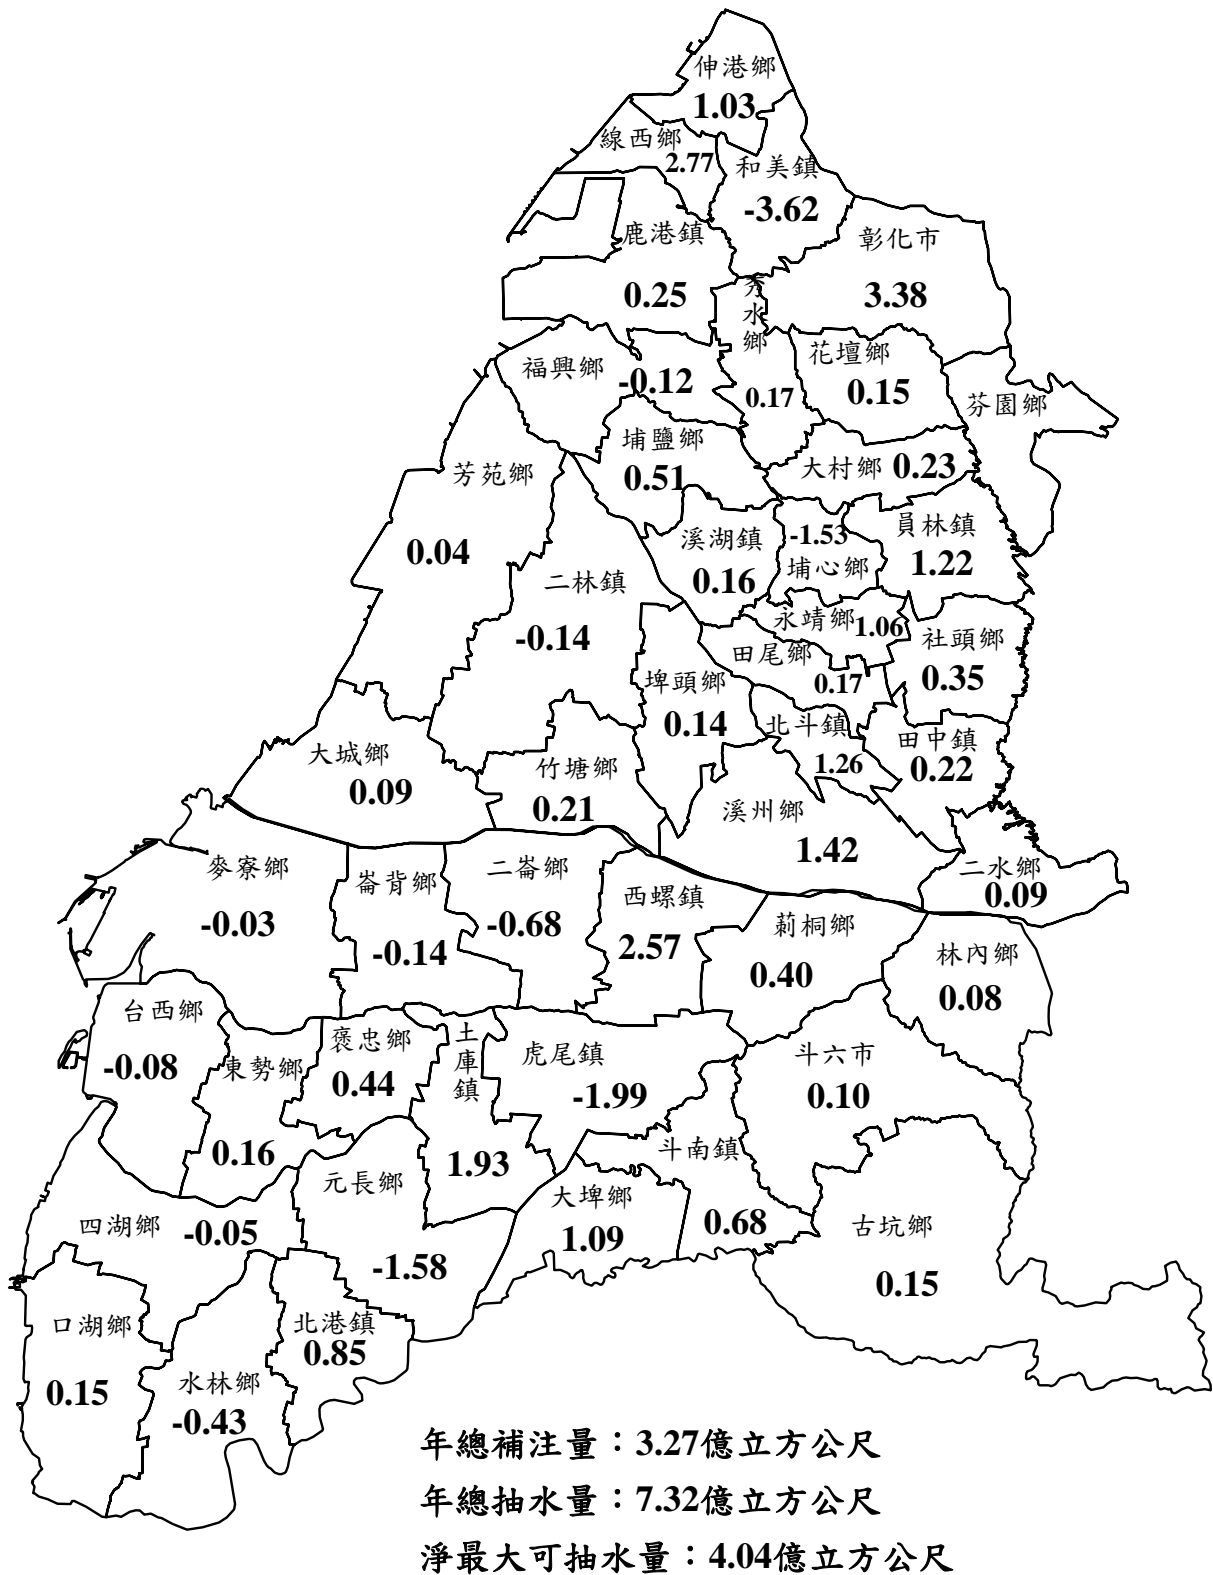 伸港鄉
1.03
線西鄉
2.77
和美鎮
-3.62
鹿港鎮
0.25
彰化市
3.38
秀水鄉
0.17
福興鄉
-0.12
花壇鄉
0.15
芬園鄉
埔鹽鄉
0.51
大村鄉 0.23
芳苑鄉
0.04
溪湖鎮
0.16
-1.53
埔心鄉
員林鎮
1.22
二林鎮
-0.14
永靖鄉 1.06
田尾鄉
0.17
社頭鄉
0.35
埤頭鄉
0.14
北斗鎮
1.26
田中鎮
0.22
大城鄉
0.09
竹塘鄉
0.21
溪州鄉
1.42
二水鄉
0.09
麥寮鄉
-0.03
崙背鄉
-0.14
二崙鄉
-0.68
西螺鎮
2.57
莿桐鄉
0.40
林內鄉
0.08
台西鄉
-0.08
東勢鄉
0.16
褒忠鄉
0.44
土庫鎮
1.93
虎尾鎮
-1.99
斗六市
0.10
斗南鎮
0.68
元長鄉
-1.58
大埤鄉
1.09
古坑鄉
0.15
四湖鄉 -0.05
口湖鄉
0.15
北港鎮
0.85
水林鄉
-0.43
年總補注量：3.27億立方公尺
年總抽水量：7.32億立方公尺
淨最大可抽水量：4.04億立方公尺